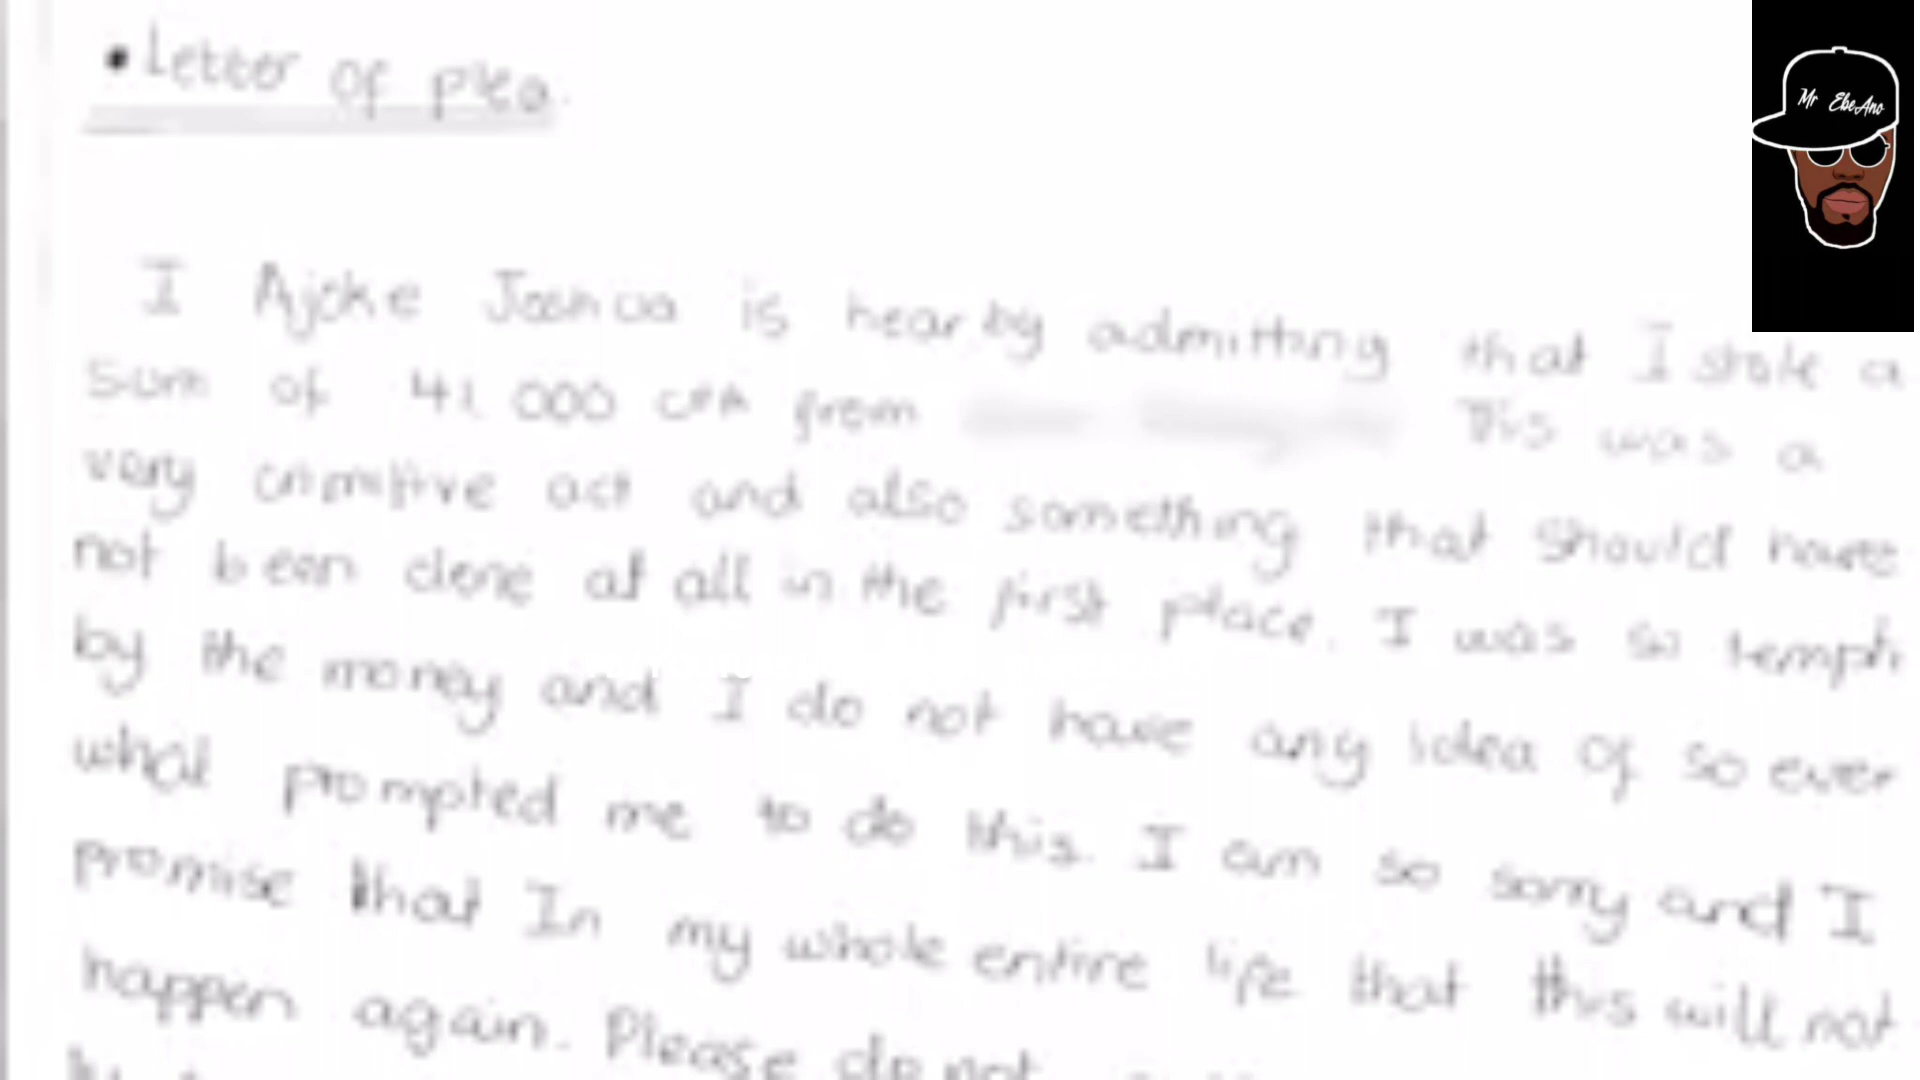 • Letter of plea.
Mr EbeAno
I Ajoke Joshua is hearby admitting that I stole a
sum of 41 000 cfa from This was a
very crimitive act and also something that should have
not been done at all in the first place. I was so tempt
by the money and I do not have any idea of so ever
what prompted me to do this. I am so sorry and I
promise that In my whole entire life that this will not
happen again. Please do not